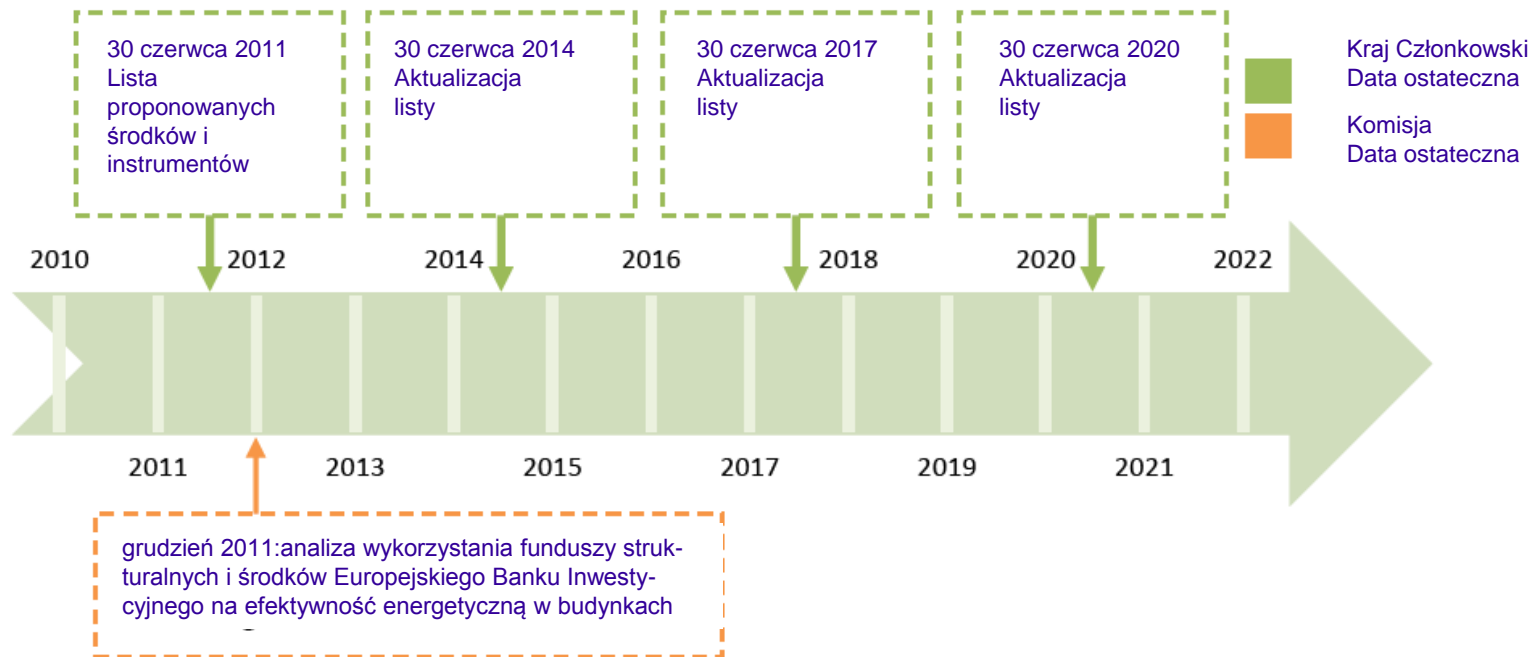 30 czerwca 2011
Lista
proponowanych
środków i
instrumentów
30 czerwca 2014
Aktualizacja
listy
30 czerwca 2017
Aktualizacja
listy
30 czerwca 2020
Aktualizacja
listy
Kraj Członkowski
Data ostateczna
Komisja
Data ostateczna
2010 2012 2014 2016 2018 2020 2022
2011 2013 2015 2017 2019 2021
grudzień 2011:analiza wykorzystania funduszy struk-
turalnych i środków Europejskiego Banku Inwesty-
cyjnego na efektywność energetyczną w budynkach